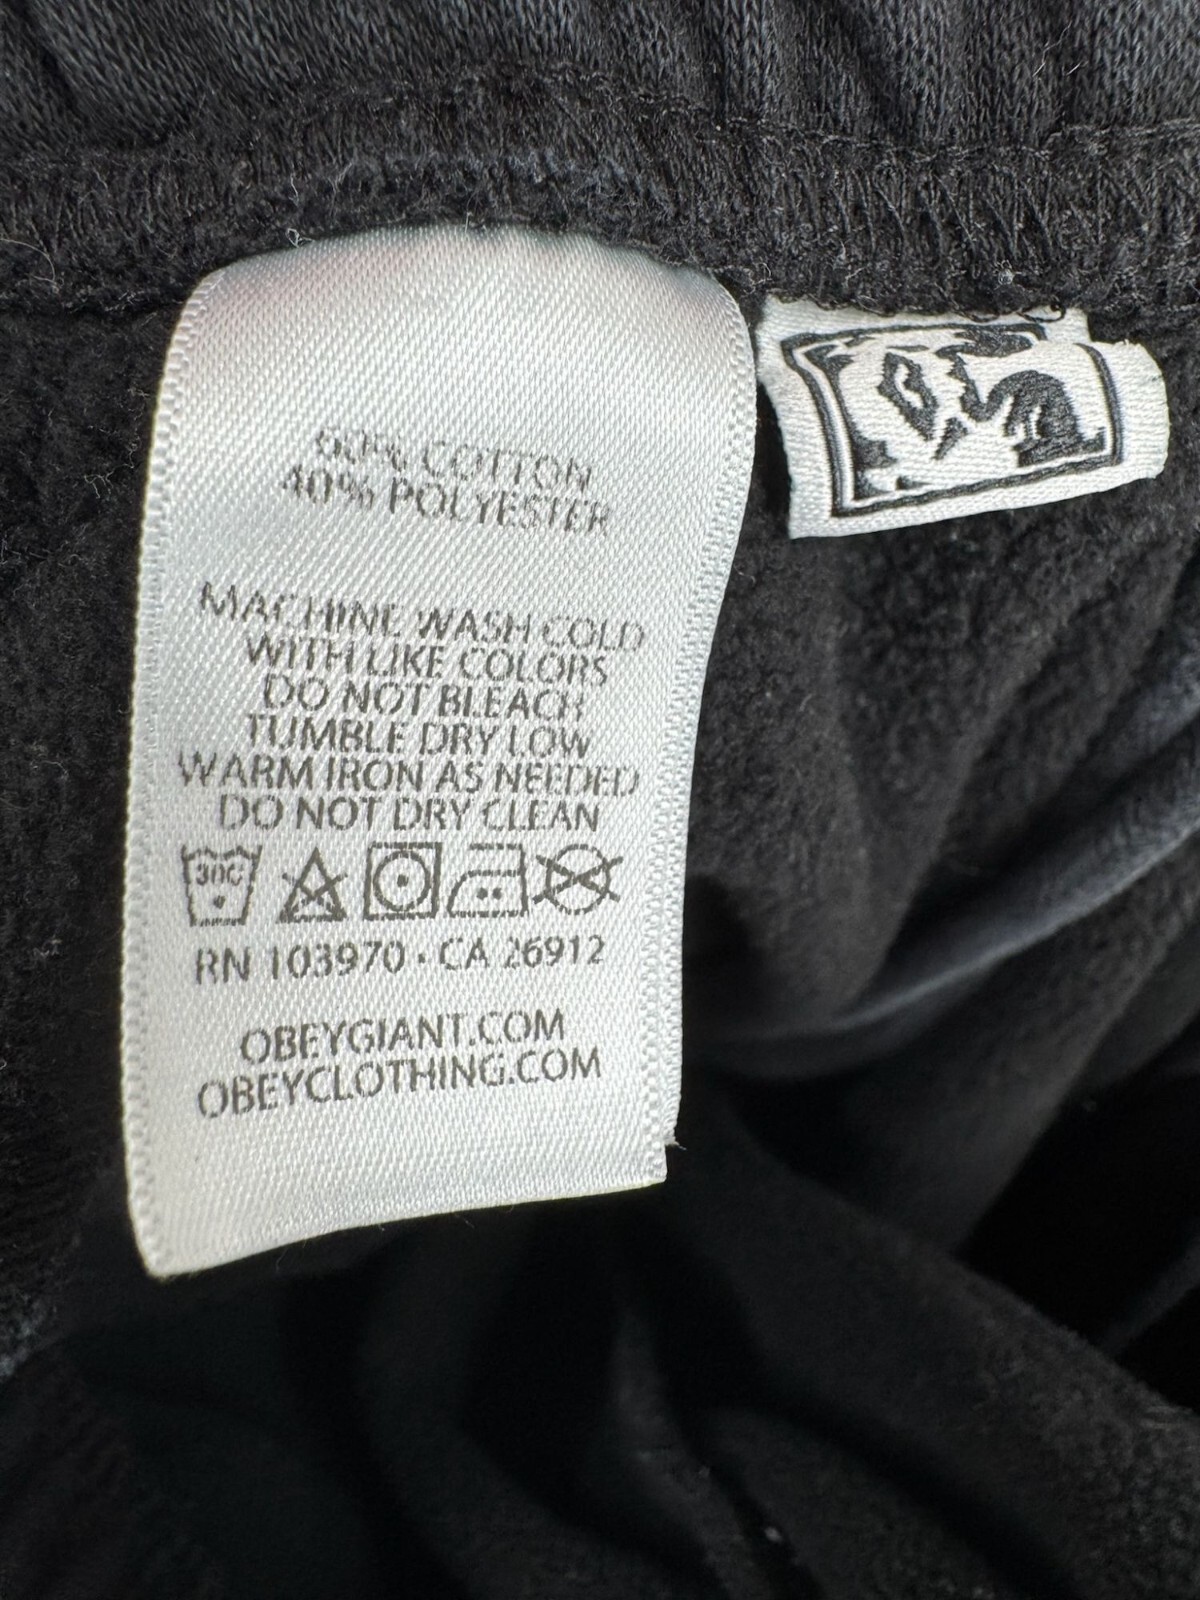 60% COTTON
40% POLYESTER
MACHINE WASH COLD
WITH LIKE COLORS
DO NOT BLEACH
TUMBLE DRY LOW
WARM IRON AS NEEDED
DO NOT DRY CLEAN
30C
RN 103970 · CA 26912
OBEYGIANT.COM
OBEYCLOTHING.COM